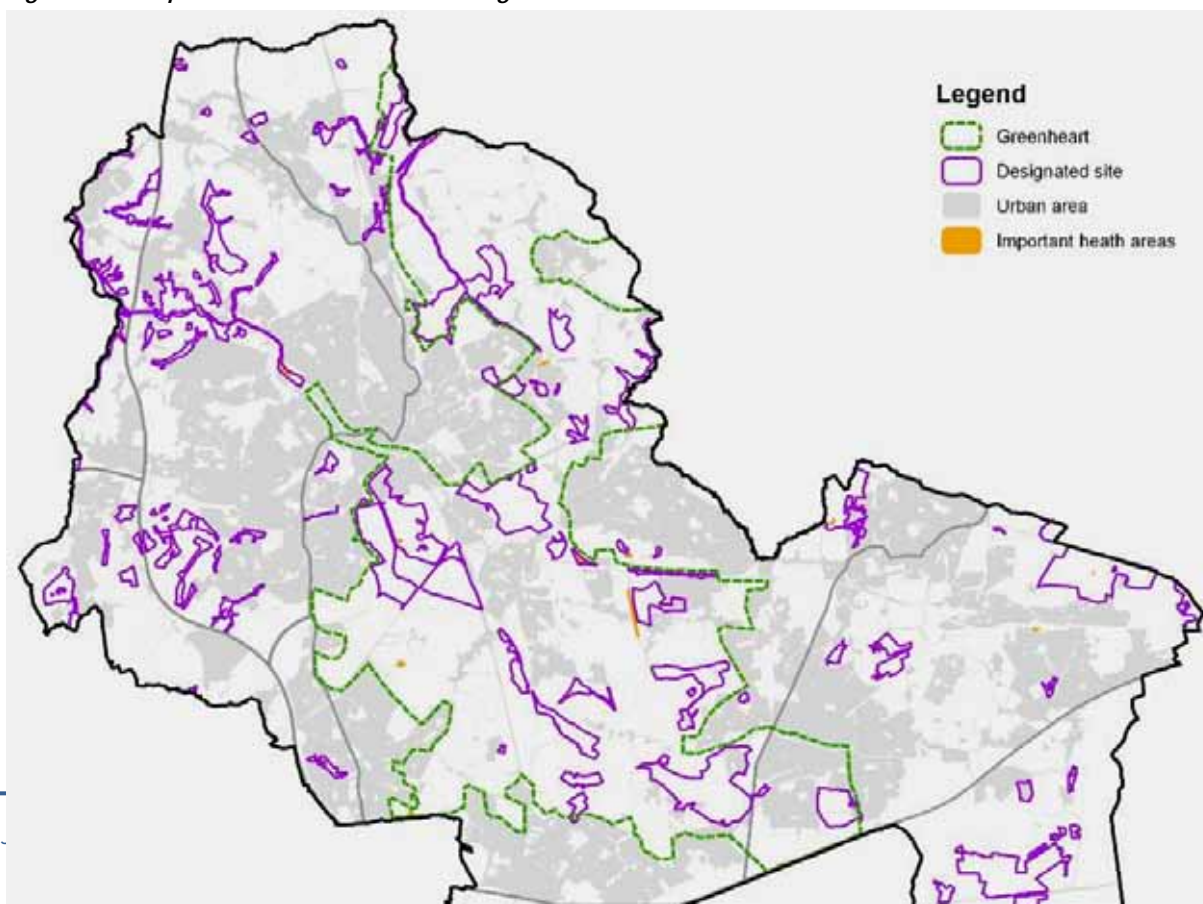 Legend
Greenheart
Designated site
Urban area
Important heath areas